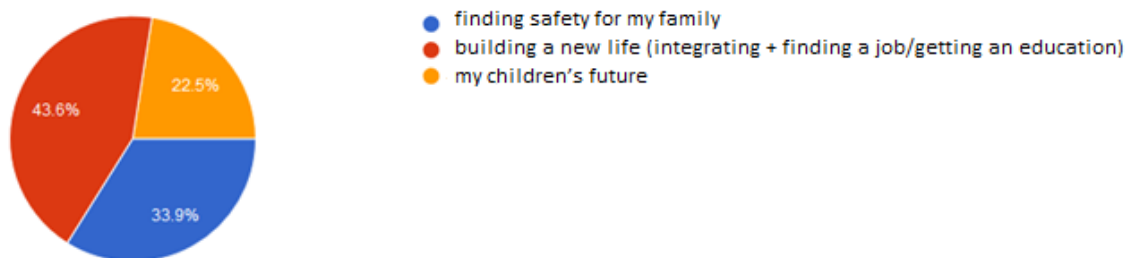 finding safety for my family
building a new life (integrating + finding a job/getting an education)
my children's future
22.5%
43.6%
33.9%